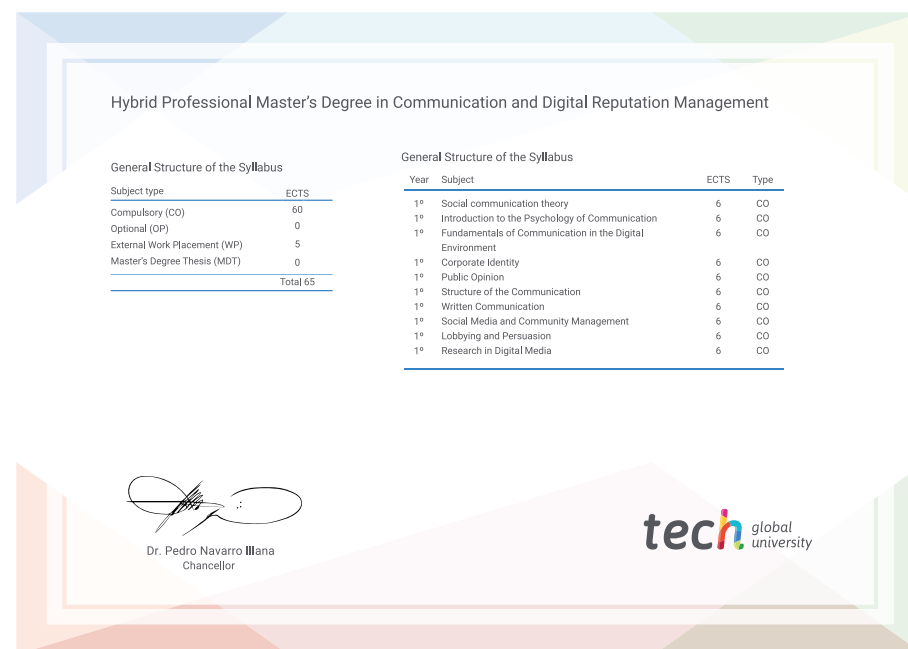 Hybrid Professional Master's Degree in Communication and Digital Reputation Management
General Structure of the Syllabus
Subject type ECTS
Compulsory (CO) 60
Optional (OP) 0
External Work Placement (WP) 5
Master's Degree Thesis (MDT) 0
Total 65
General Structure of the Syllabus
Year Subject ECTS Type
1º Social communication theory 6 CO
1º Introduction to the Psychology of Communication 6 CO
1º Fundamentals of Communication in the Digital 6 CO
Environment
1º Corporate Identity 6 CO
1º Public Opinion 6 CO
1º Structure of the Communication 6 CO
1º Written Communication 6 CO
1º Social Media and Community Management 6 CO
1º Lobbying and Persuasion 6 CO
1º Research in Digital Media 6 CO
Dr. Pedro Navarro Illana
Chancellor
tech global
university